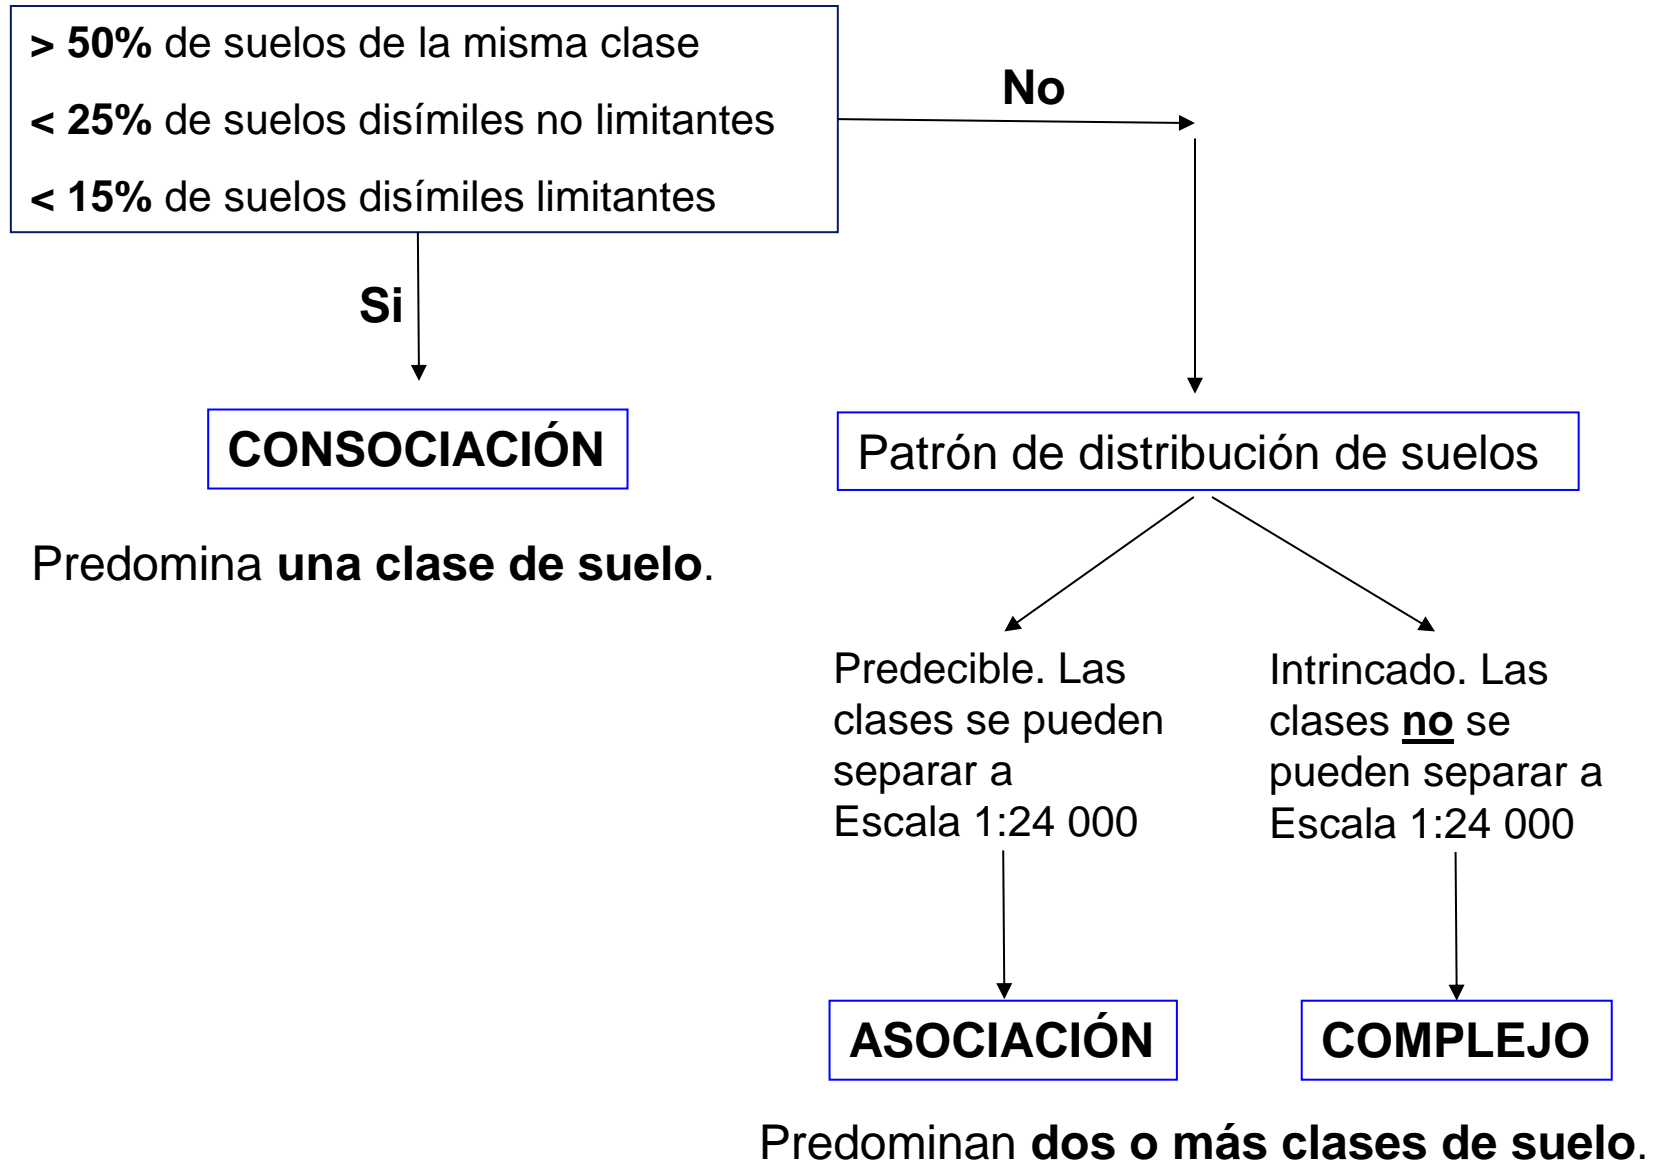 > 50% de suelos de la misma clase
< 25% de suelos disímiles no limitantes
< 15% de suelos disímiles limitantes
No
Si
CONSOCIACIÓN
Patrón de distribución de suelos
Predomina una clase de suelo.
Predecible. Las
clases se pueden
separar a
Escala 1:24 000
Intrincado. Las
clases no se
pueden separar a
Escala 1:24 000
ASOCIACIÓN
COMPLEJO
Predominan dos o más clases de suelo.